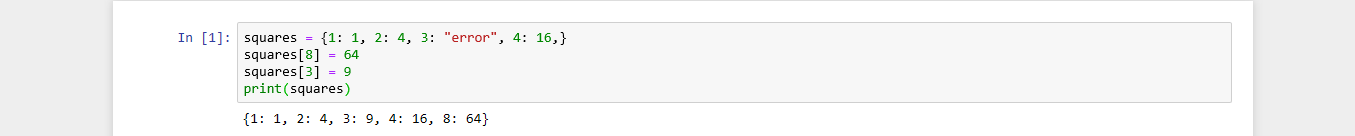 In [1]: squares = {1: 1, 2: 4, 3: "error", 4: 16,}
squares[8] = 64
squares[3] = 9
print(squares)
{1: 1, 2: 4, 3: 9, 4: 16, 8: 64}